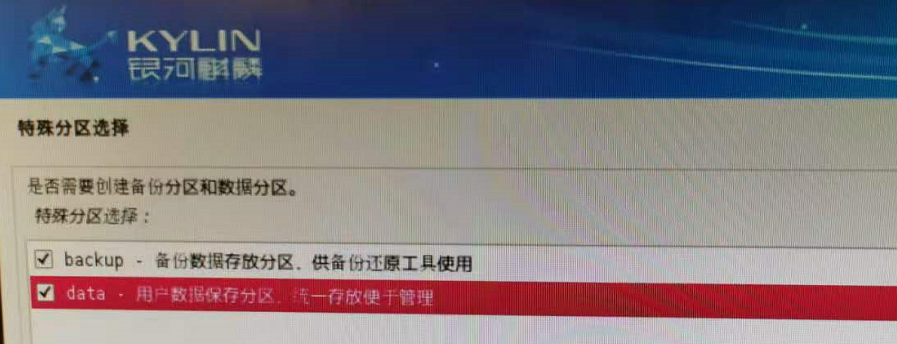 KYLIN
银河麒麟
特殊分区选择
是否需要创建备份分区和数据分区。
特殊分区选择：
backup - 备份数据存放分区，供备份还原工具使用
data - 用户数据保存分区，统一存放便于管理